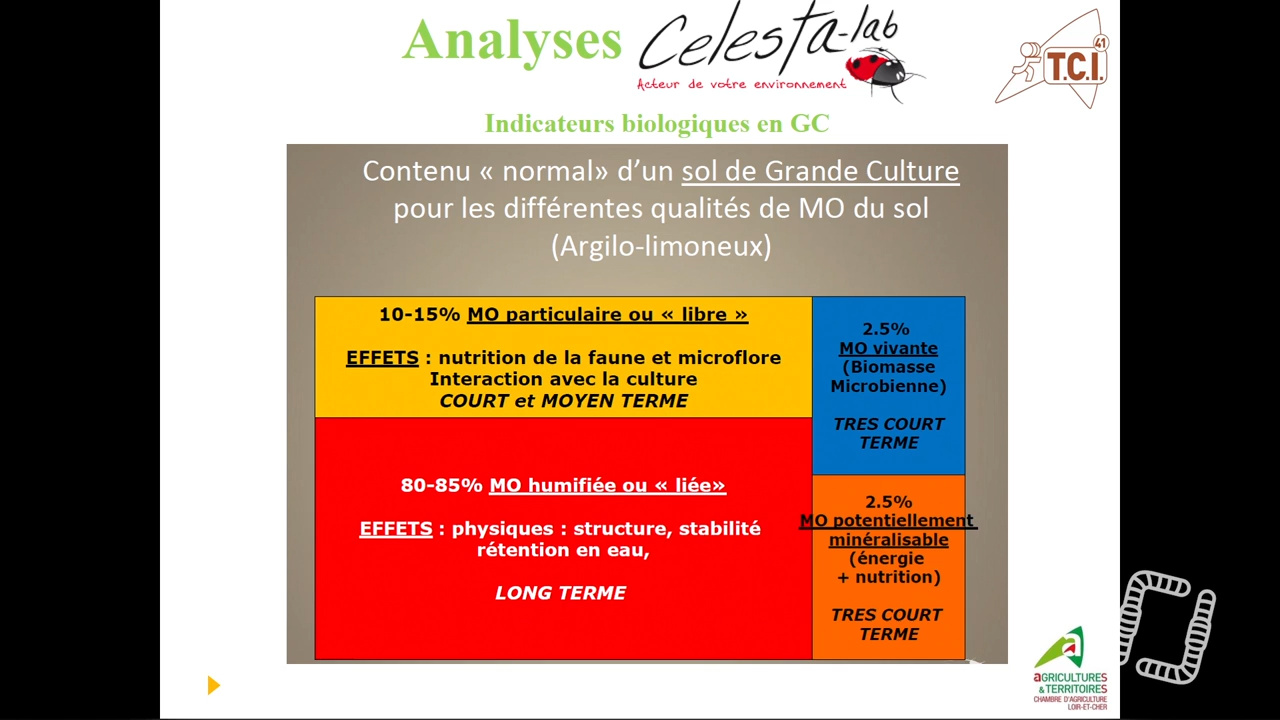 Analyses Celesta-lab
Acteur de votre environnement
41
T.C.I.
Indicateurs biologiques en GC
Contenu « normal» d’un sol de Grande Culture
pour les différentes qualités de MO du sol
(Argilo-limoneux)
10-15% MO particulaire ou « libre »
EFFETS : nutrition de la faune et microflore
Interaction avec la culture
COURT et MOYEN TERME
2.5%
MO vivante
(Biomasse
Microbienne)
TRES COURT
TERME
80-85% MO humifiée ou « liée»
EFFETS : physiques : structure, stabilité
rétention en eau,
LONG TERME
2.5%
MO potentiellement
minéralisable
(énergie
+ nutrition)
TRES COURT
TERME
AGRICULTURES
& TERRITOIRES
CHAMBRE D'AGRICULTURE
LOIR-ET-CHER